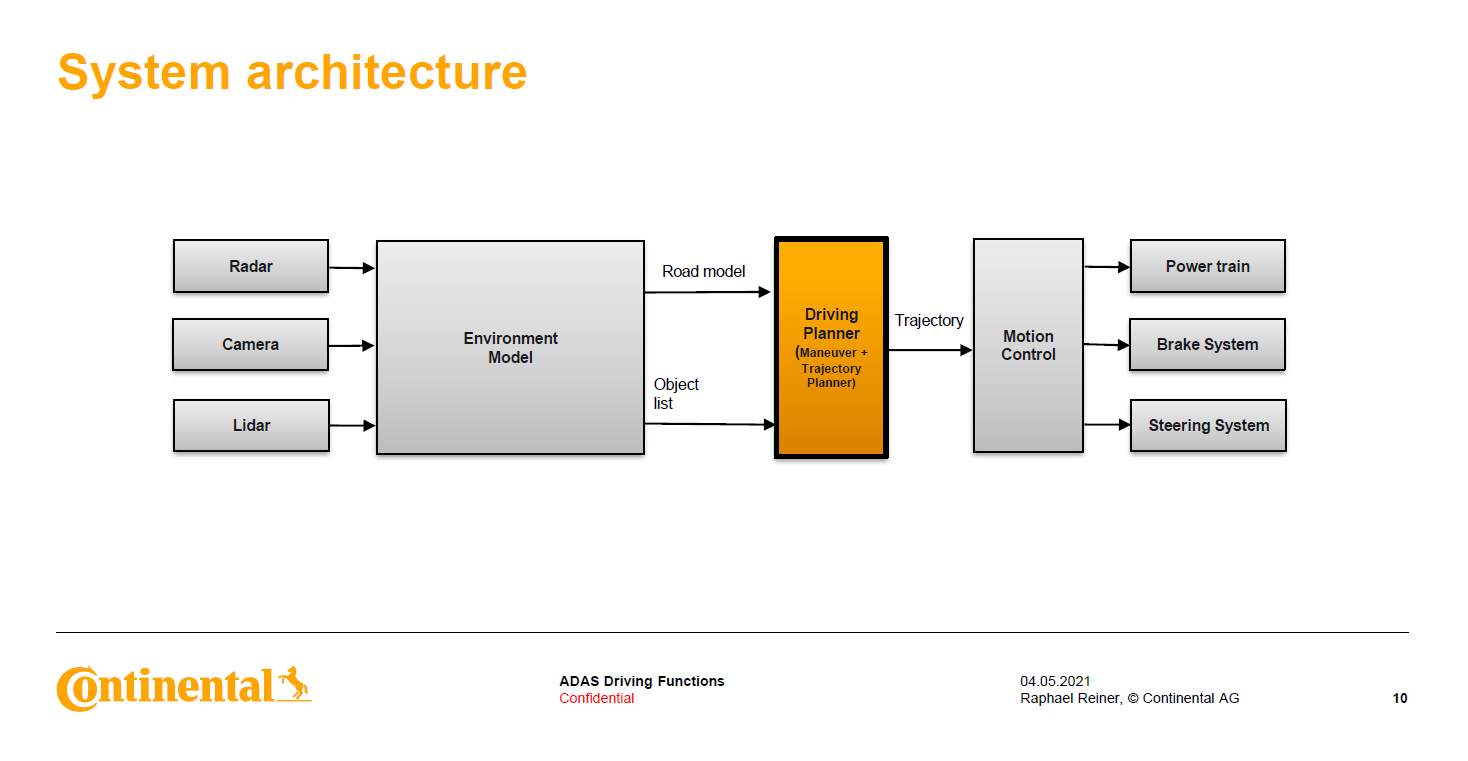 System architecture
Radar
Camera
Lidar
Environment
Model
Road model
Object
list
Driving
Planner
(Maneuver +
Trajectory
Planner)
Trajectory
Motion
Control
Power train
Brake System
Steering System
Continental
ADAS Driving Functions
Confidential
04.05.2021
Raphael Reiner, © Continental AG
10